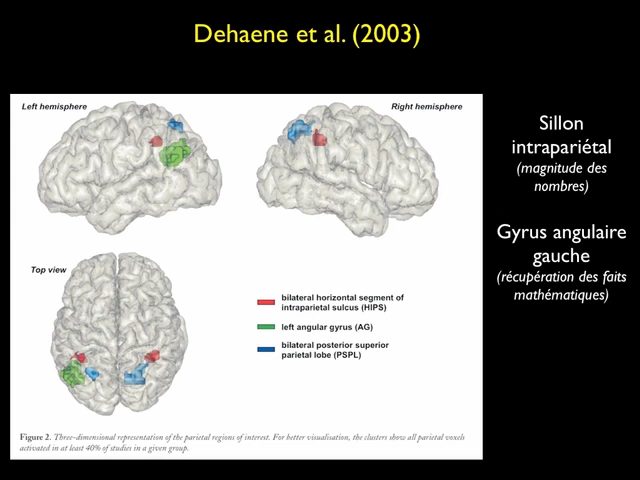 Dehaene et al. (2003)
Left hemisphere
Right hemisphere
Top view
bilateral horizontal segment of
intraparietal sulcus (HIPS)
left angular gyrus (AG)
bilateral posterior superior
parietal lobe (PSPL)
Figure 2. Three-dimensional representation of the parietal regions of interest. For better visualisation, the clusters show all parietal voxels
activated in at least 40% of studies in a given group.
Sillon
intrapariétal
(magnitude des
nombres)
Gyrus angulaire
gauche
(récupération des faits
mathématiques)